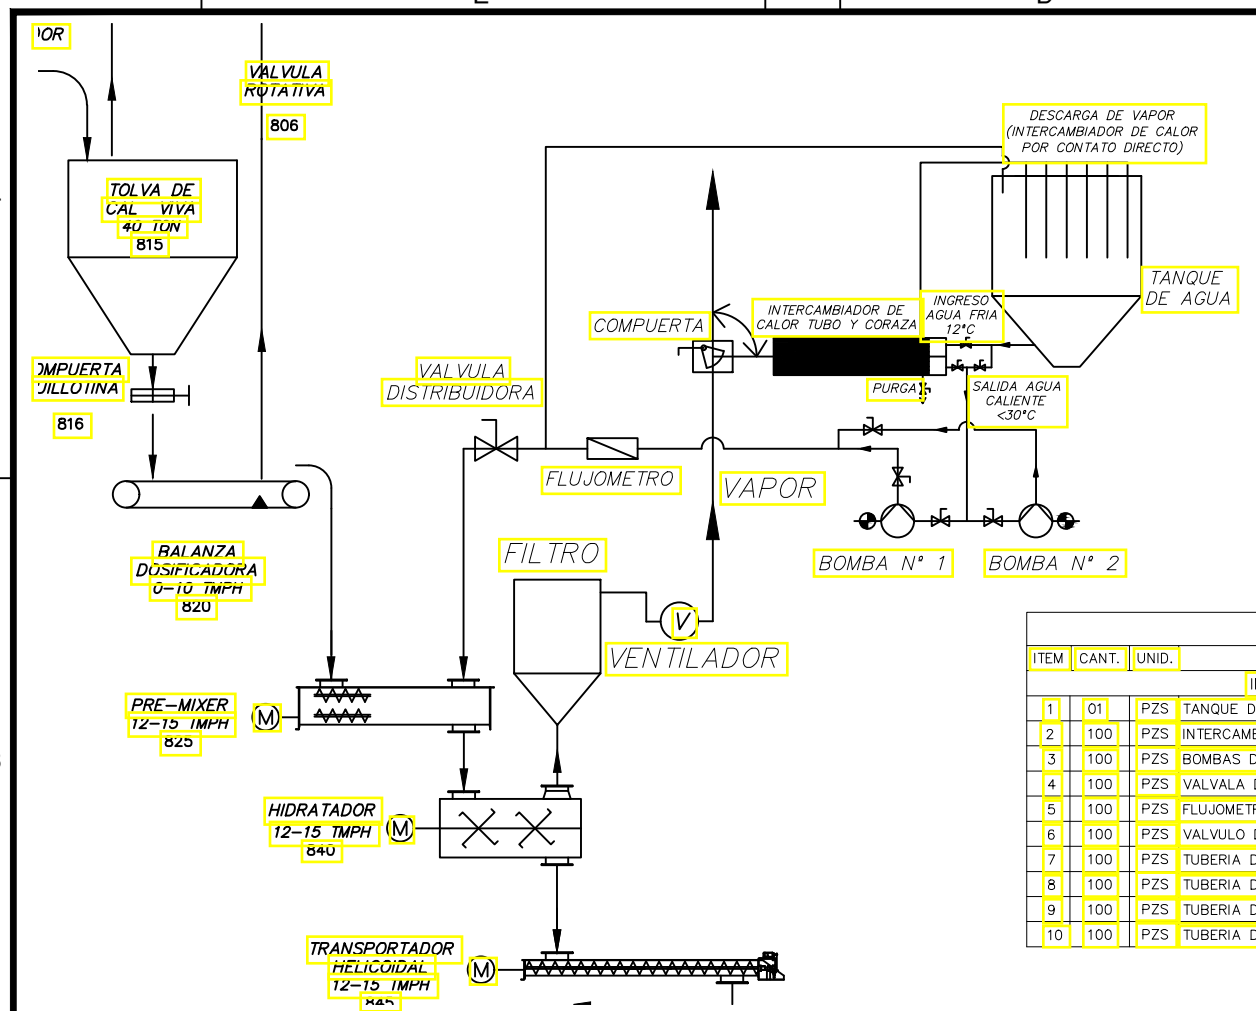 VALVULA
ROTATIVA
806
TOLVA DE
CAL VIVA
40 TON
815
816
BALANZA
DOSIFICADORA
0-10 TMPH
820
PRE-MIXER
12-15 TMPH
825
M
HIDRATADOR
12-15 TMPH
840
M
TRANSPORTADOR
HELICOIDAL
12-15 TMPH
845
M
VALVULA
DISTRIBUIDORA
FLUJOMETRO
FILTRO
V
VENTILADOR
VAPOR
COMPUERTA
INTERCAMBIADOR DE
CALOR TUBO Y CORAZA
INGRESO
AGUA FRIA
12°C
PURGA
SALIDA AGUA
CALIENTE
<30°C
DESCARGA DE VAPOR
(INTERCAMBIADOR DE CALOR
POR CONTATO DIRECTO)
TANQUE
DE AGUA
BOMBA N° 1
BOMBA N° 2
ITEM CANT. UNID.
1 01 PZS TANQUE
2 100 PZS
3 100 PZS BOMBAS
4 100 PZS VALVALA
5 100 PZS
6 100 PZS VALVULO
7 100 PZS TUBERIA
8 100 PZS TUBERIA
9 100 PZS TUBERIA
10 100 PZS TUBERIA